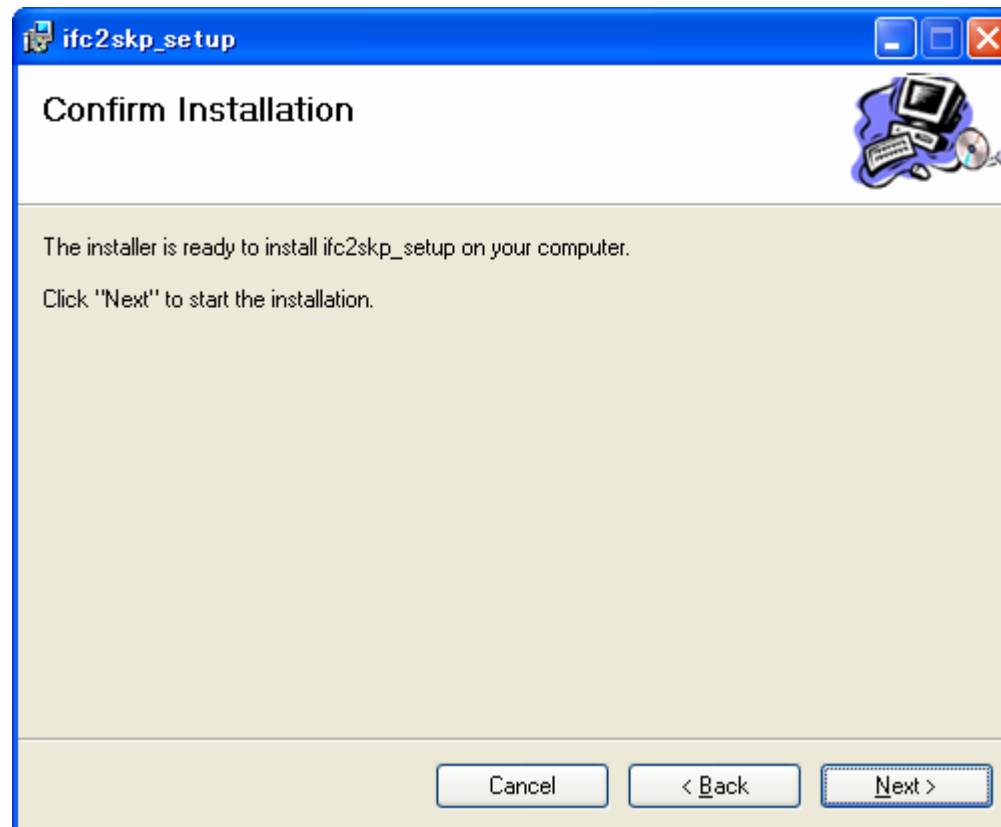 ifc2skp_setup
Confirm Installation
The installer is ready to install ifc2skp_setup on your computer.
Click "Next" to start the installation.
Cancel
< Back
Next >